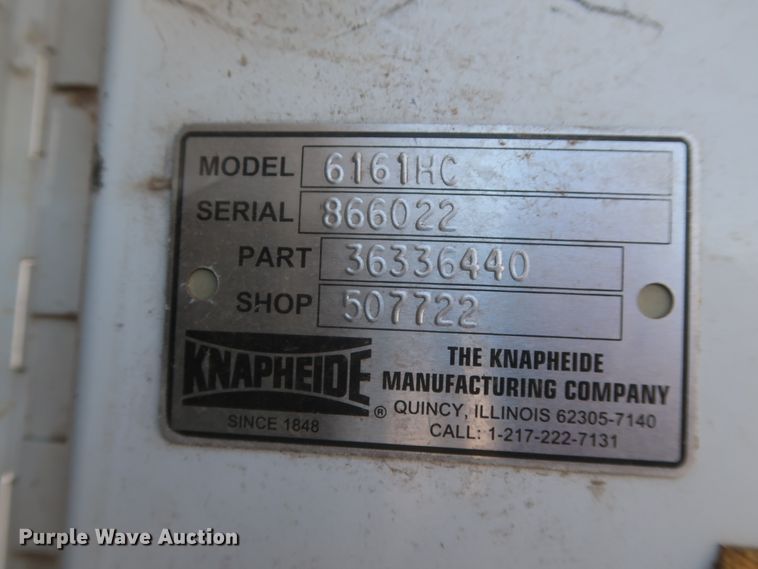 MODEL 6161HC
SERIAL 866022
PART 36336440
SHOP 507722
KNAPHEIDE ®
SINCE 1848
THE KNAPHEIDE
MANUFACTURING COMPANY
QUINCY, ILLINOIS 62305-7140
CALL: 1-217-222-7131
Purple Wave Auction